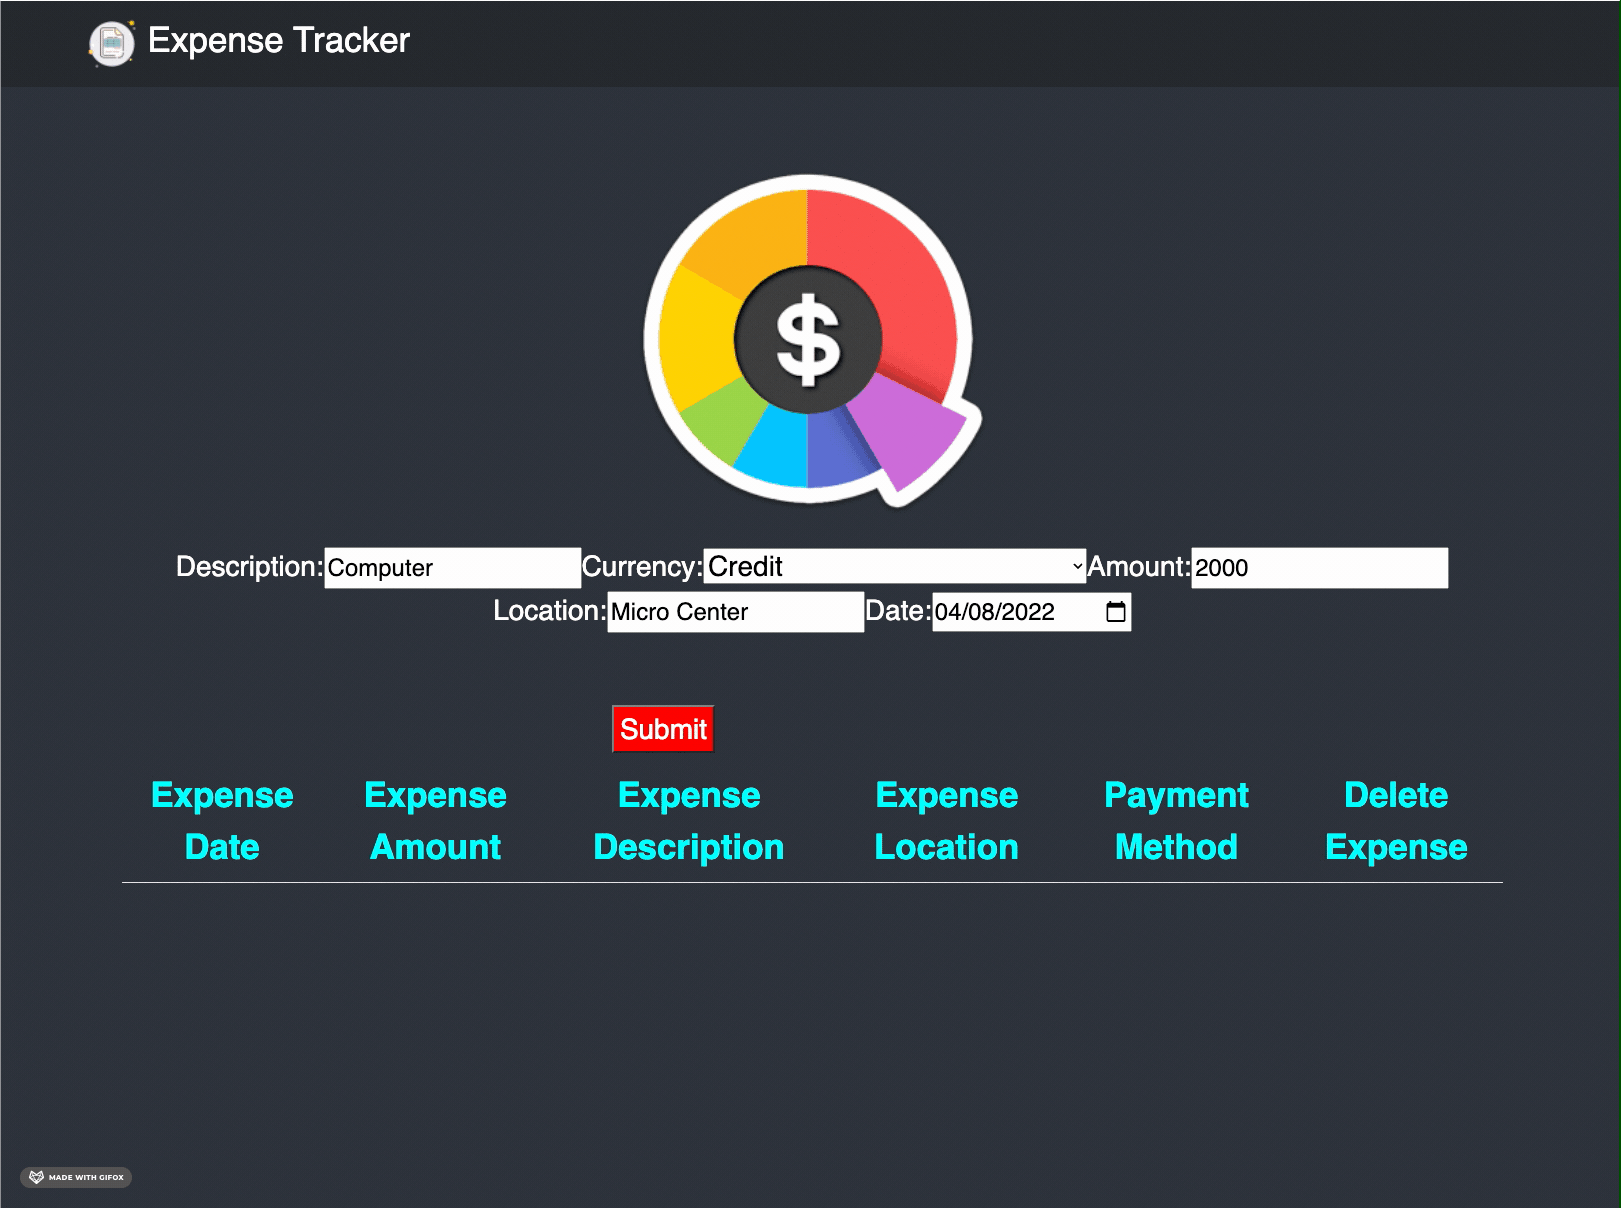 Expense Tracker
$
Description: Computer Currency: Credit Amount: 2000
Location: Micro Center Date: 04/08/2022
Submit
Expense Expense Expense Expense Payment Delete
Date Amount Description Location Method Expense
MADE WITH GIFOX